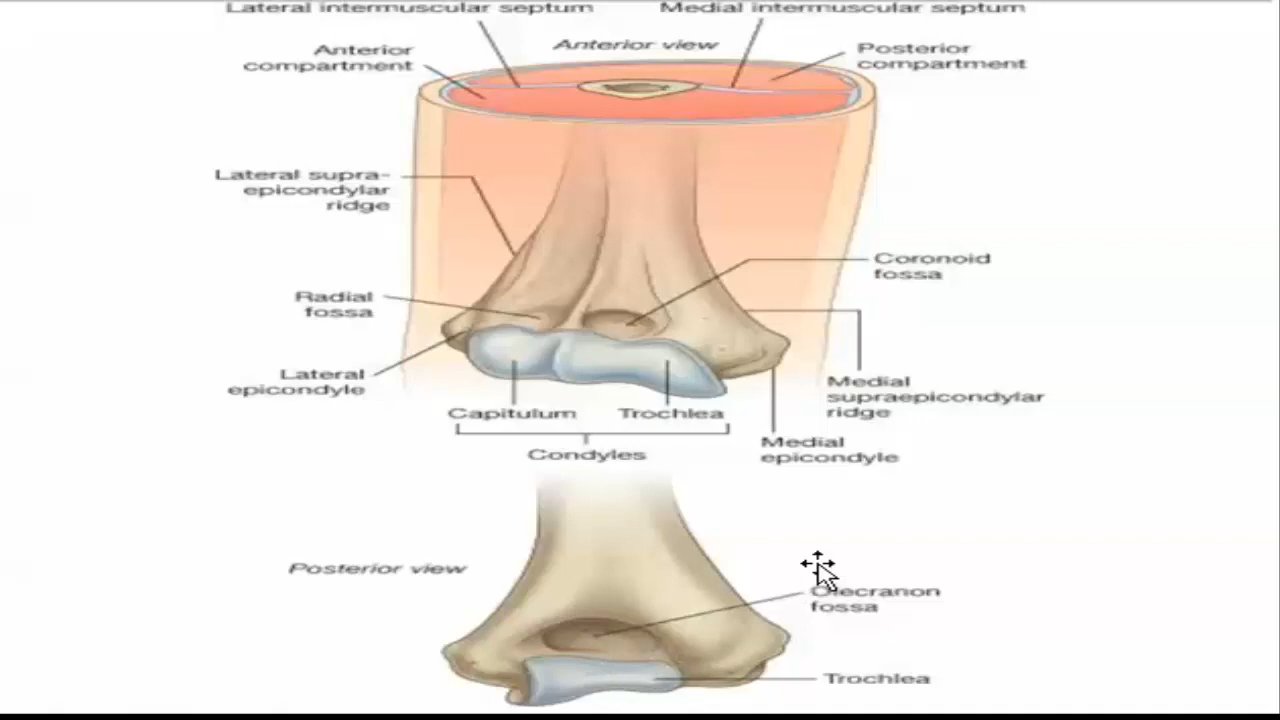 Lateral intermuscular septum
Medial intermuscular septum
Anterior view
Anterior
compartment
Posterior
compartment
Lateral supra-
epicondylar
ridge
Coronoid
fossa
Radial
fossa
Lateral
epicondyle
Medial
supraepicondylar
ridge
Capitulum
Trochlea
Condyles
Medial
epicondyle
Posterior view
Olecranon
fossa
Trochlea